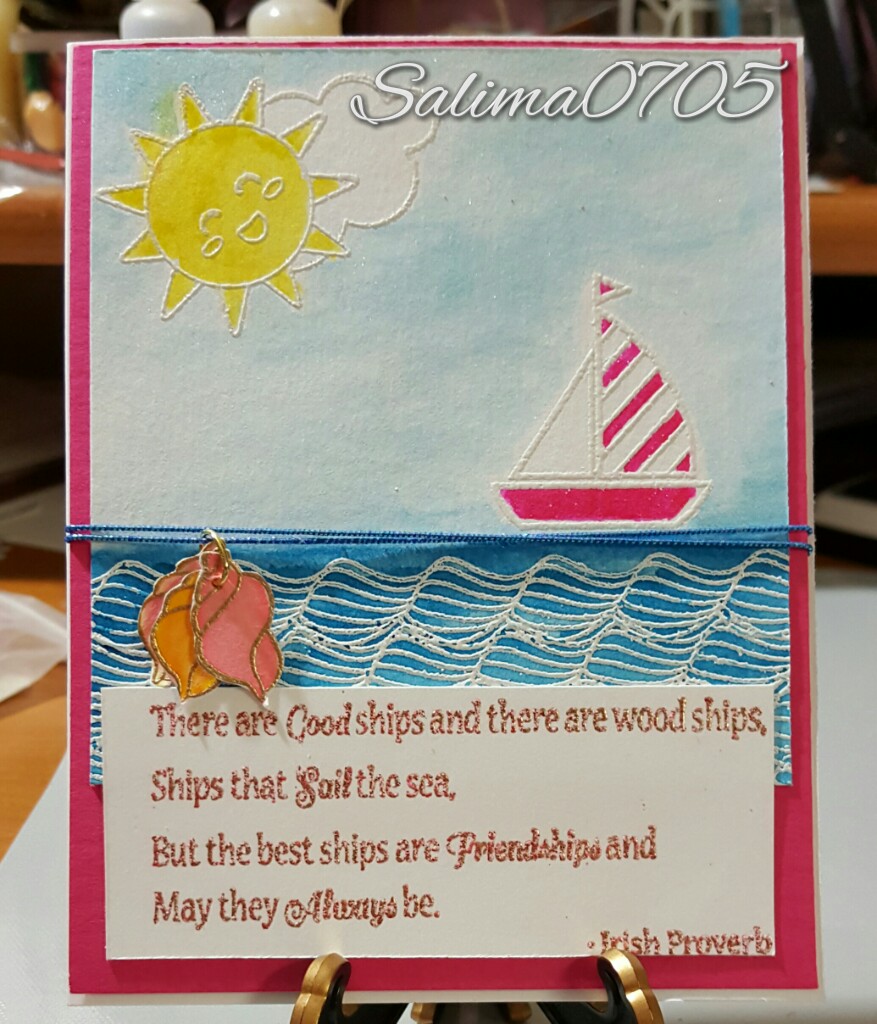 Salima0705
There are Good ships and there are wood ships,
Ships that Sail the sea,
But the best ships are Friendships and
May they Always be.
- Irish Proverb